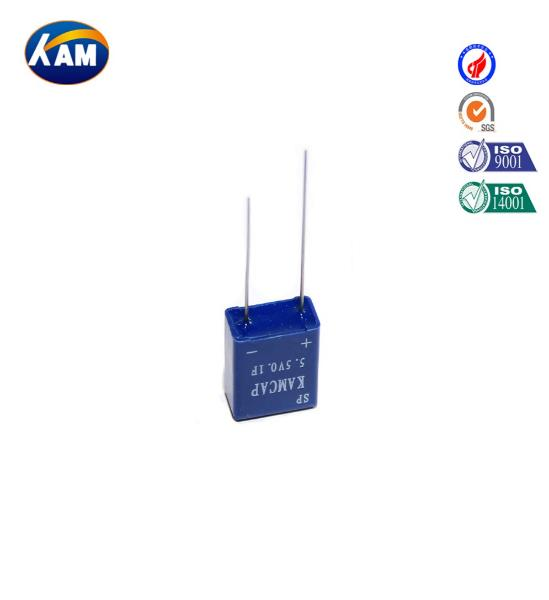 KAM
SGS
ISO
9001
ISO
14001
− +
5.5V0.1F
KAMCAP
SP